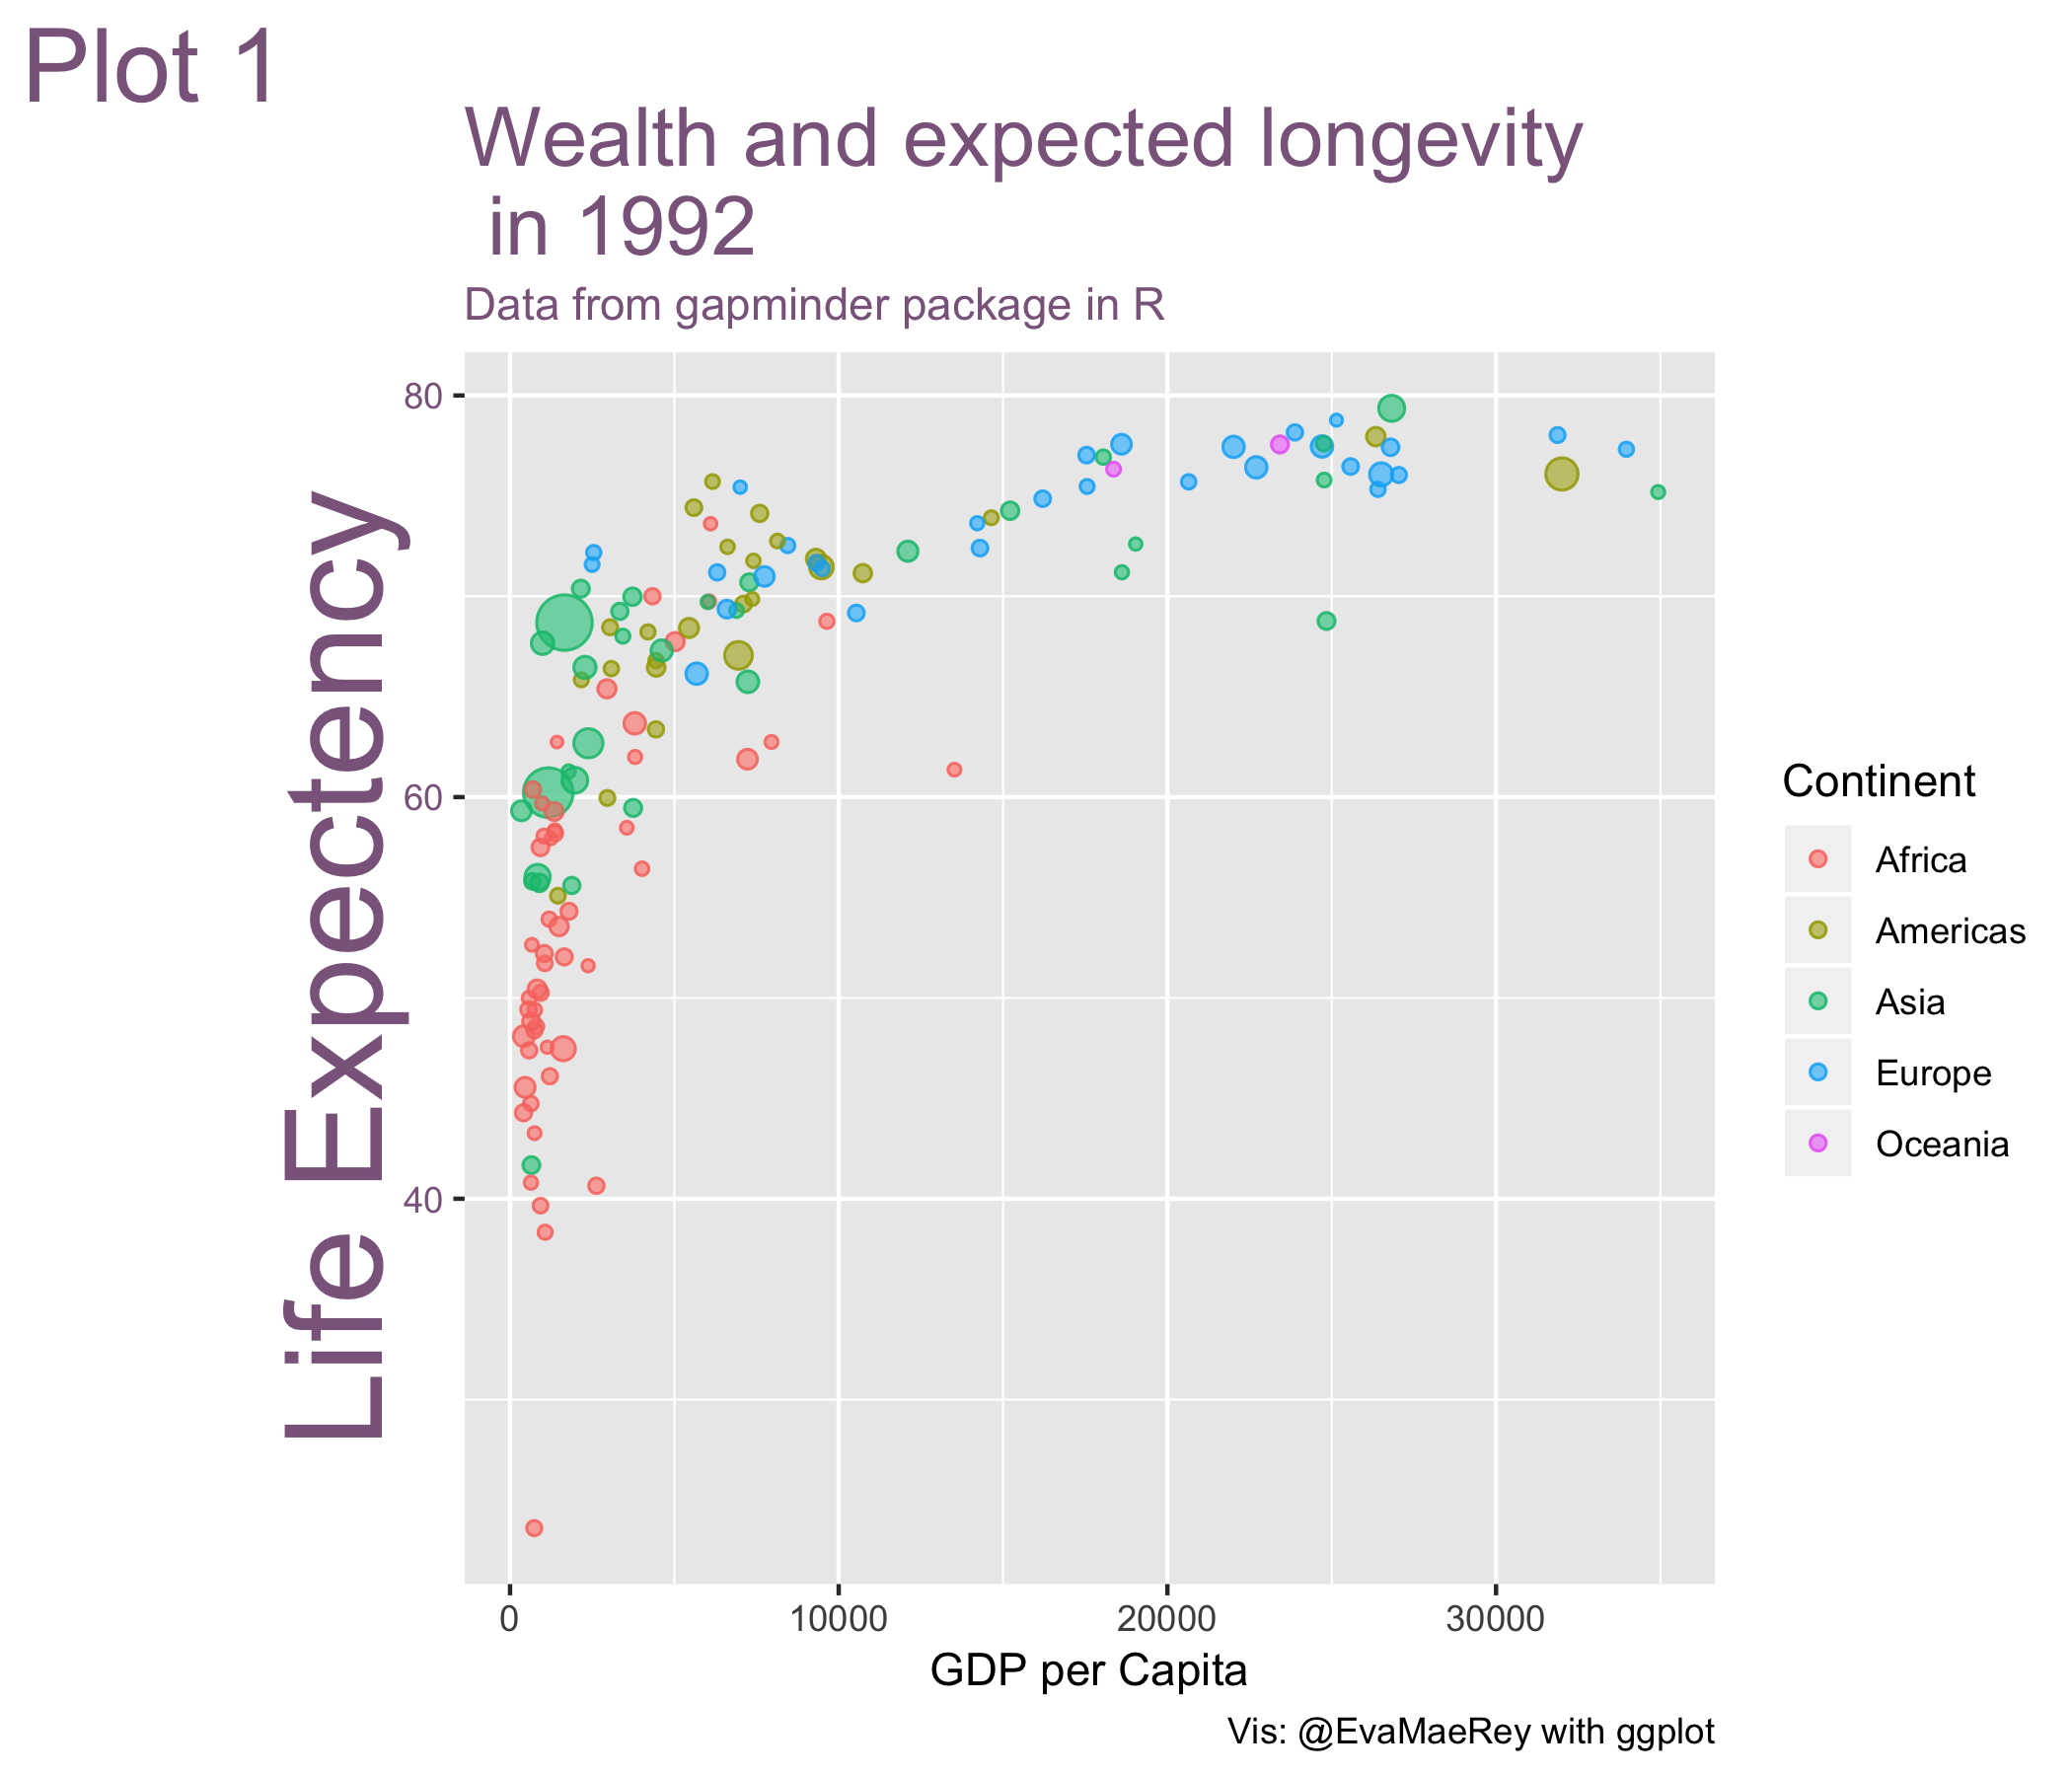 Plot 1
Wealth and expected longevity
in 1992
Data from gapminder package in R
Life Expectency
80
60
40
0
10000
20000
30000
GDP per Capita
Continent
Africa
Americas
Asia
Europe
Oceania
Vis: @EvaMaeRey with ggplot